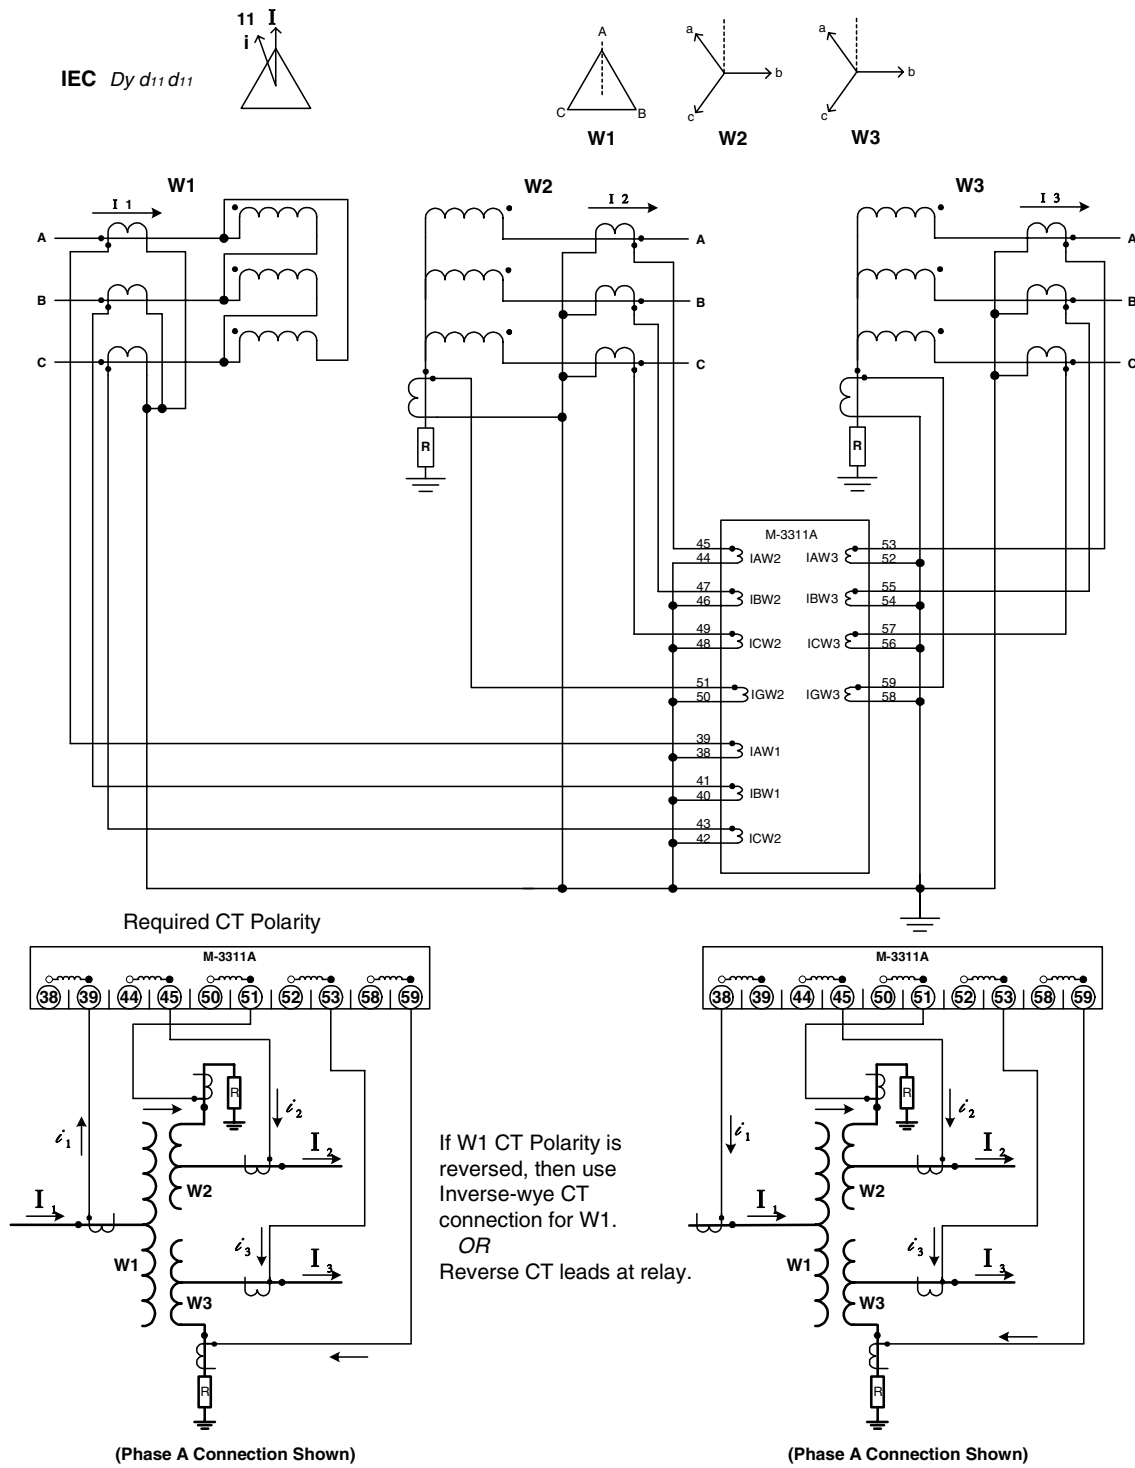 11 I
i
IEC Dy d11 d11
A
C B
W1
a
b
c
W2
a
b
c
W3
W1
I 1
A
B
C
W2
I 2
A
B
C
R
W3
I 3
A
B
C
R
M-3311A
45 IAW2 IAW3 53
44 52
47 IBW2 IBW3 55
46 54
49 ICW2 ICW3 57
48 56
51 IGW2 IGW3 59
50 58
39 IAW1
38
41 IBW1
40
43 ICW2
42
Required CT Polarity
M-3311A
38 39 44 45 50 51 52 53 58 59
R
i1
i2
I1
I2
W2
W1
i3
I3
W3
R
(Phase A Connection Shown)
If W1 CT Polarity is
reversed, then use
Inverse-wye CT
connection for W1.
OR
Reverse CT leads at relay.
M-3311A
38 39 44 45 50 51 52 53 58 59
R
i1
i2
I1
I2
W2
W1
i3
I3
W3
R
(Phase A Connection Shown)